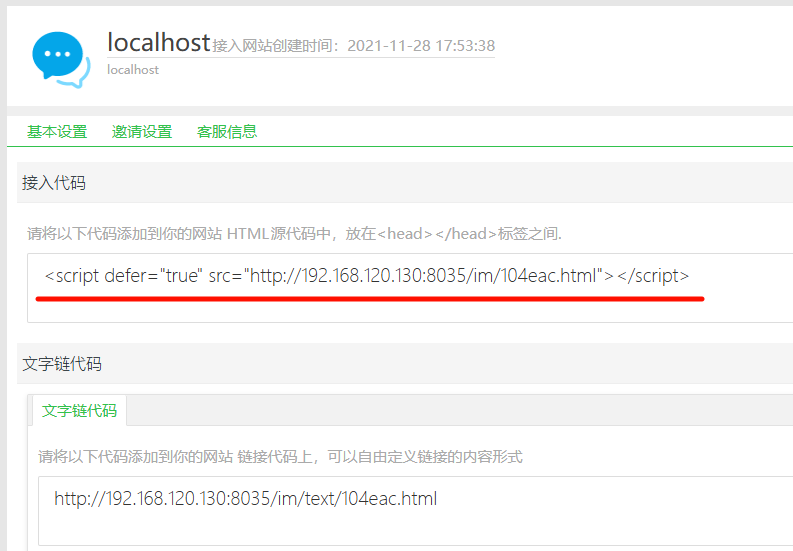 localhost接入网站创建时间：2021-11-28 17:53:38
localhost
基本设置 邀请设置 客服信息
接入代码
请将以下代码添加到你的网站 HTML源代码中，放在<head></head>标签之间.
<script defer="true" src="http://192.168.120.130:8035/im/104eac.html"></script>
文字链代码
文字链代码
请将以下代码添加到你的网站 链接代码上，可以自由定义链接的内容形式
http://192.168.120.130:8035/im/text/104eac.html